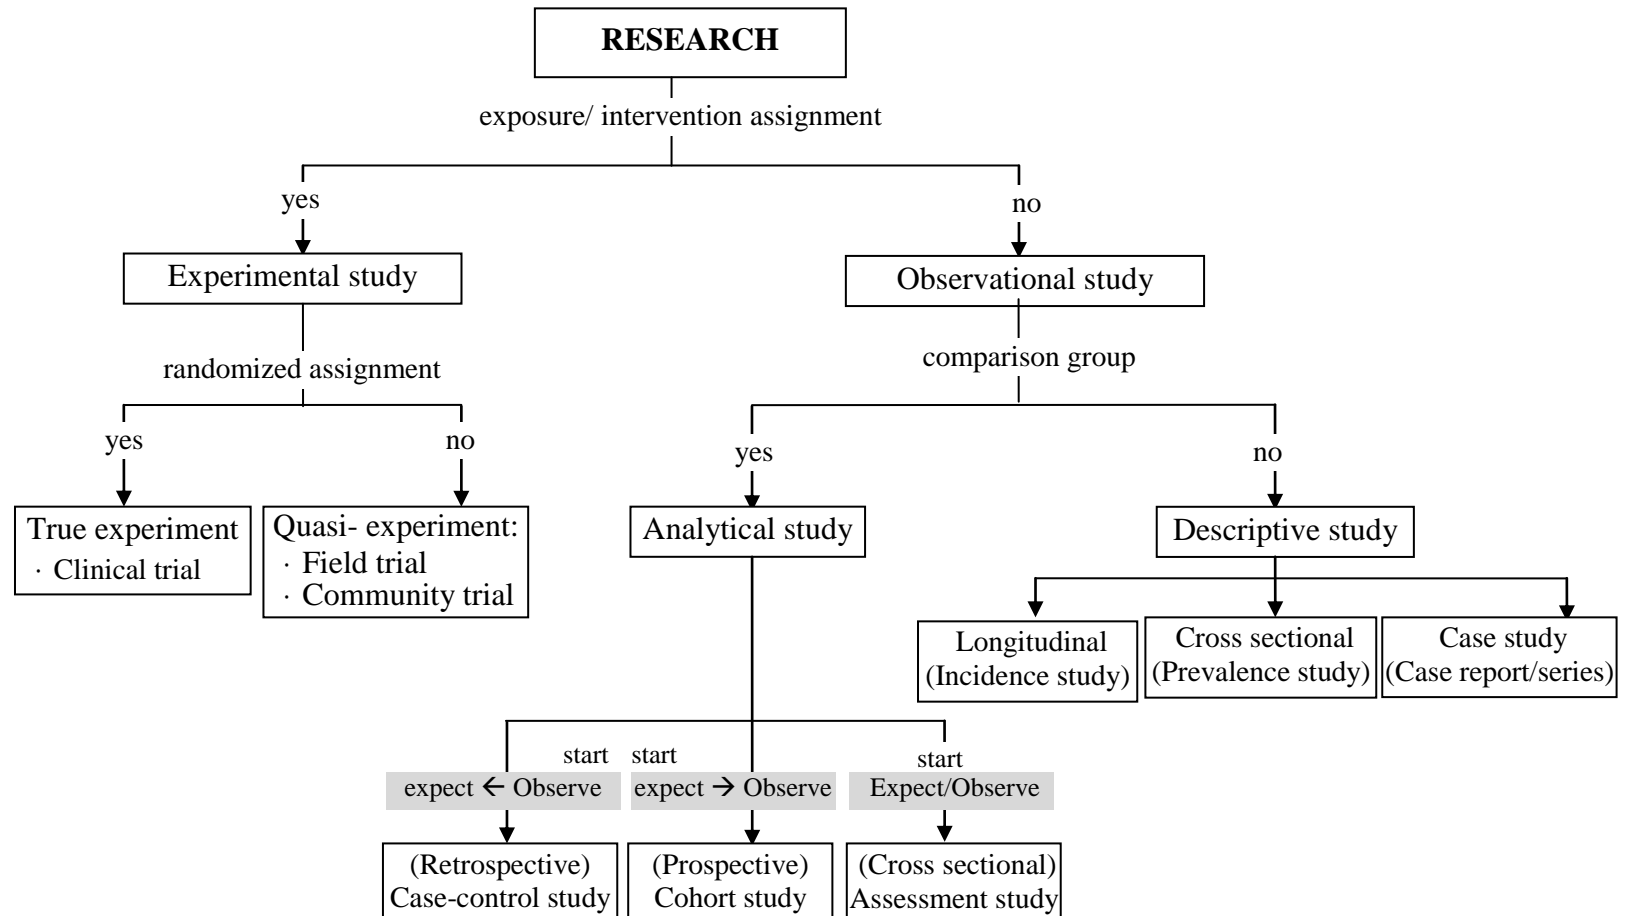 RESEARCH
exposure/ intervention assignment
yes
no
Experimental study
Observational study
randomized assignment
comparison group
yes
no
yes
no
True experiment
· Clinical trial
Quasi- experiment:
· Field trial
· Community trial
Analytical study
Descriptive study
Longitudinal
(Incidence study)
Cross sectional
(Prevalence study)
Case study
(Case report/series)
start
expect ← Observe
start
expect → Observe
start
Expect/Observe
(Retrospective)
Case-control study
(Prospective)
Cohort study
(Cross sectional)
Assessment study